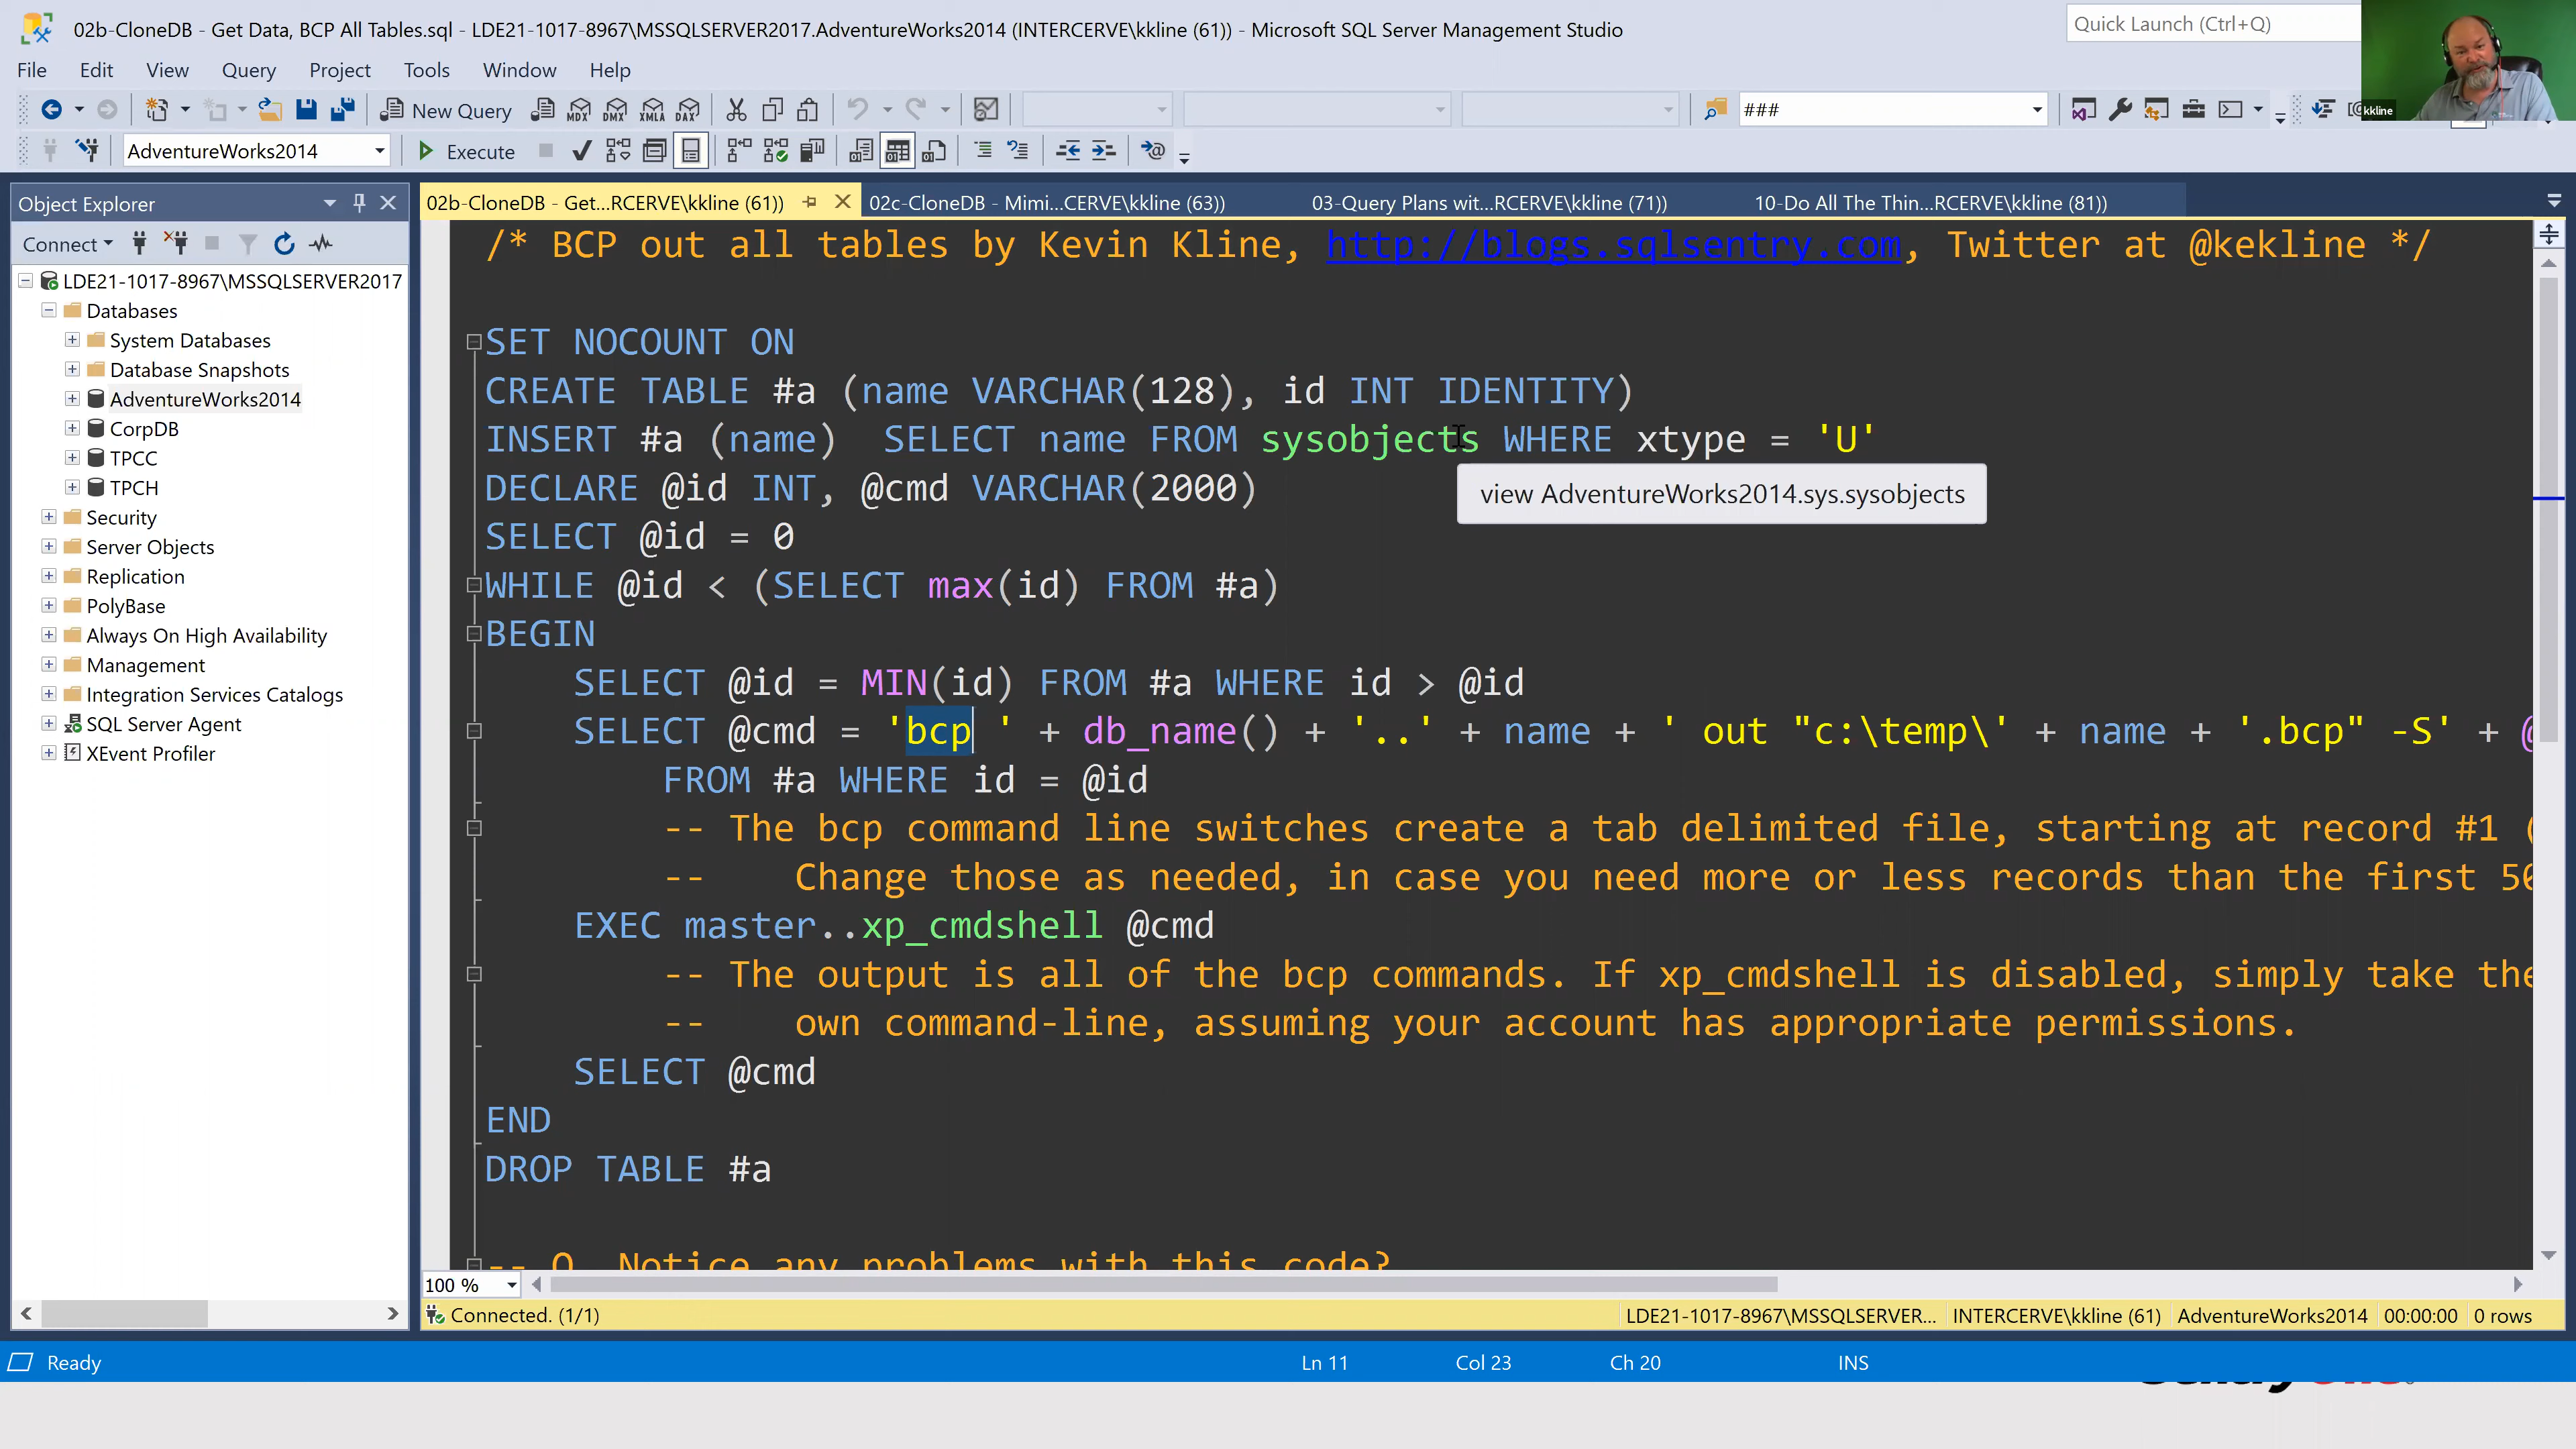 02b-CloneDB - Get Data, BCP All Tables.sql - LDE21-1017-8967\MSSQLSERVER2017.AdventureWorks2014 (INTERCERVE\kkline (61)) - Microsoft SQL Server Management Studio
Quick Launch (Ctrl+Q)
File Edit View Query Project Tools Window Help
kkline
New Query MDX DMX XMLA DAX ###
AdventureWorks2014 Execute
Object Explorer
Connect
LDE21-1017-8967\MSSQLSERVER2017
Databases
System Databases
Database Snapshots
AdventureWorks2014
CorpDB
TPCC
TPCH
Security
Server Objects
Replication
PolyBase
Always On High Availability
Management
Integration Services Catalogs
SQL Server Agent
XEvent Profiler
02b-CloneDB - Get...RCERVE\kkline (61)) 02c-CloneDB - Mimi...CERVE\kkline (63)) 03-Query Plans wit...RCERVE\kkline (71)) 10-Do All The Thin...RCERVE\kkline (81))
/* BCP out all tables by Kevin Kline, http://blogs.sqlsentry.com, Twitter at @kekline */
SET NOCOUNT ON
CREATE TABLE #a (name VARCHAR(128), id INT IDENTITY)
INSERT #a (name)  SELECT name FROM sysobjects WHERE xtype = 'U'
DECLARE @id INT, @cmd VARCHAR(2000)
view AdventureWorks2014.sys.sysobjects
SELECT @id = 0
WHILE @id < (SELECT max(id) FROM #a)
BEGIN
SELECT @id = MIN(id) FROM #a WHERE id > @id
SELECT @cmd = 'bcp ' + db_name() + '..' + name + ' out "c:\temp\' + name + '.bcp" -S' + @
FROM #a WHERE id = @id
-- The bcp command line switches create a tab delimited file, starting at record #1 (
--    Change those as needed, in case you need more or less records than the first 50
EXEC master..xp_cmdshell @cmd
-- The output is all of the bcp commands. If xp_cmdshell is disabled, simply take the
--    own command-line, assuming your account has appropriate permissions.
SELECT @cmd
END
DROP TABLE #a
-- Q. Notice any problems with this code?
100 %
Connected. (1/1) LDE21-1017-8967\MSSQLSERVER... INTERCERVE\kkline (61) AdventureWorks2014 00:00:00 0 rows
Ready Ln 11 Col 23 Ch 20 INS